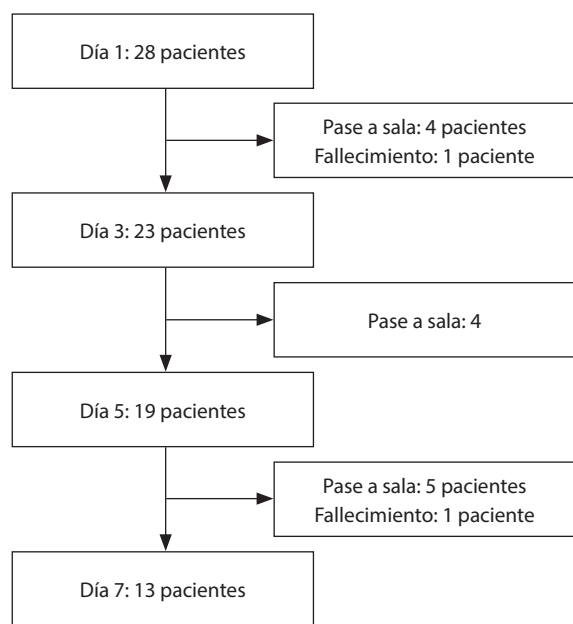 Día 1: 28 pacientes
Pase a sala: 4 pacientes
Fallecimiento: 1 paciente
Día 3: 23 pacientes
Pase a sala: 4
Día 5: 19 pacientes
Pase a sala: 5 pacientes
Fallecimiento: 1 paciente
Día 7: 13 pacientes